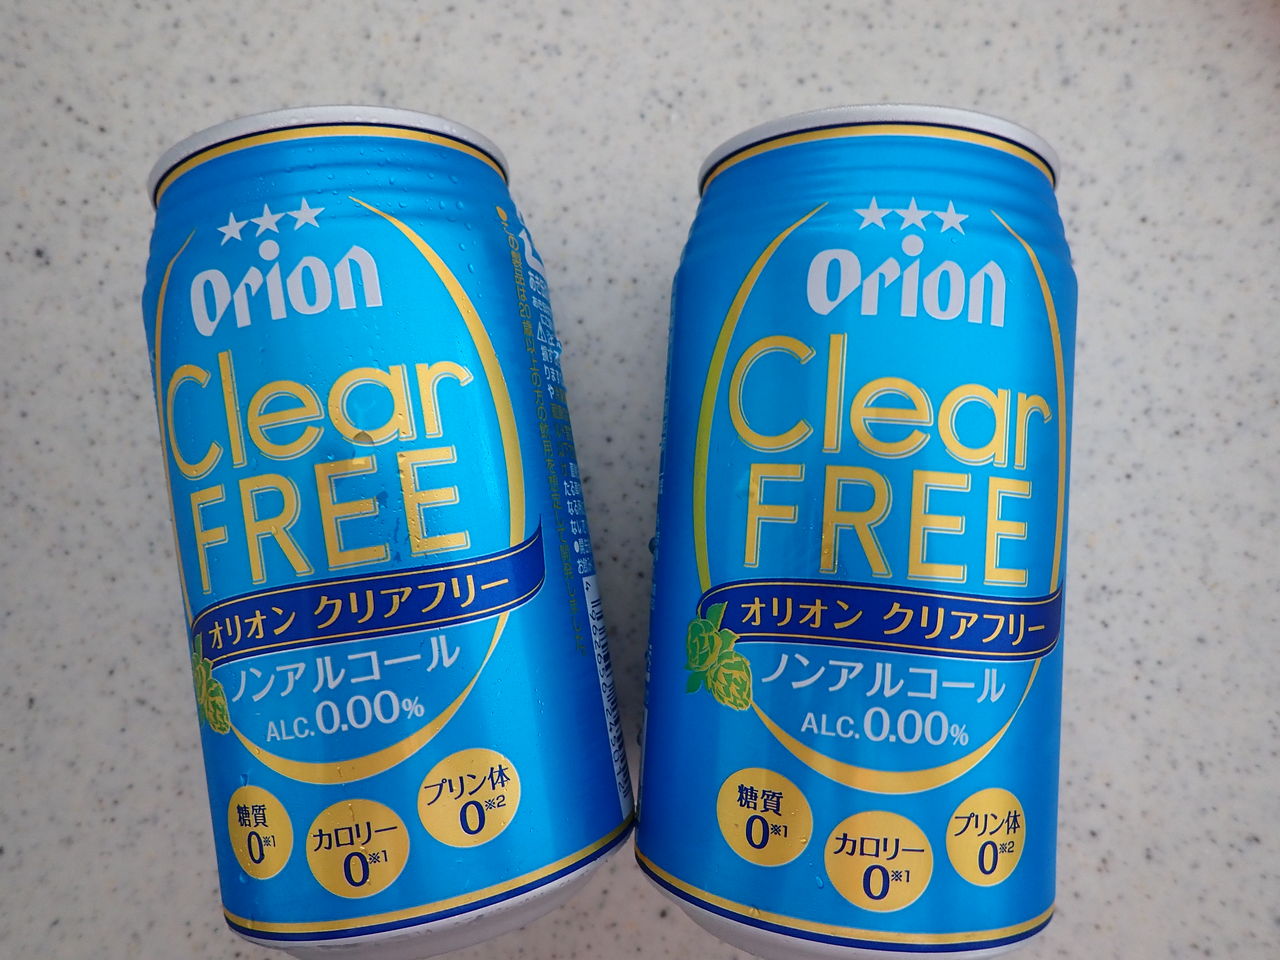 orion
Clear
FREE
オリオン クリアフリー
ノンアルコール
ALC.0.00%
糖質
0※1
カロリー
0※1
プリン体
0※2
orion
Clear
FREE
オリオン クリアフリー
ノンアルコール
ALC.0.00%
糖質
0※1
カロリー
0※1
プリン体
0※2